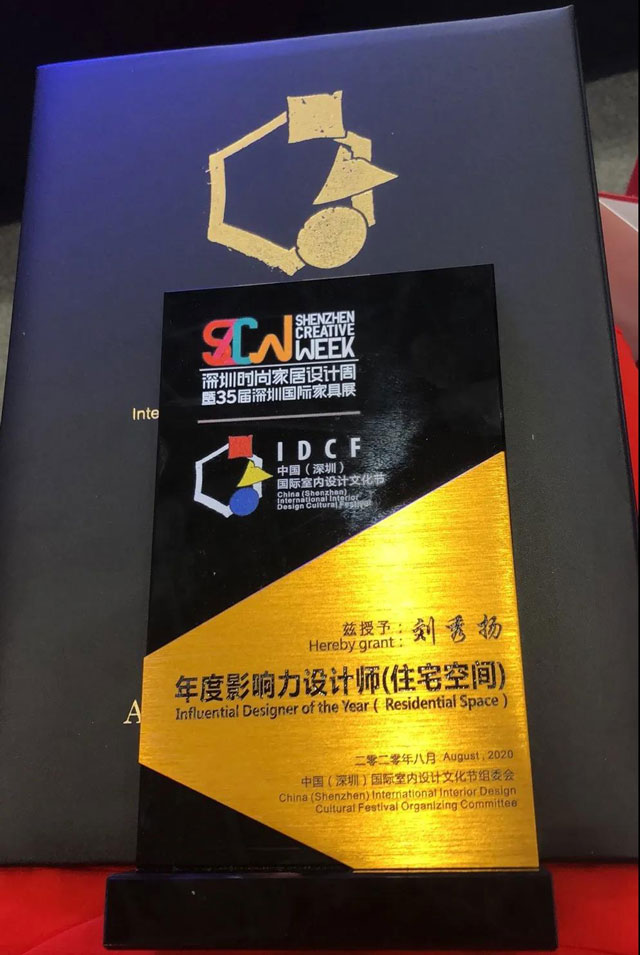 SZCW SHENZHEN
CREATIVE
WEEK
深圳时尚家居设计周
暨35届深圳国际家具展
IDCF
中国（深圳）
国际室内设计文化节
China (Shenzhen)
International Interior
Design Cultural Festival
兹授予：刘秀扬
Hereby grant：
年度影响力设计师(住宅空间)
Influential Designer of the Year ( Residential Space )
二零二零年八月 August , 2020
中国（深圳）国际室内设计文化节组委会
China (Shenzhen) International Interior Design
Cultural Festival Organizing Committee